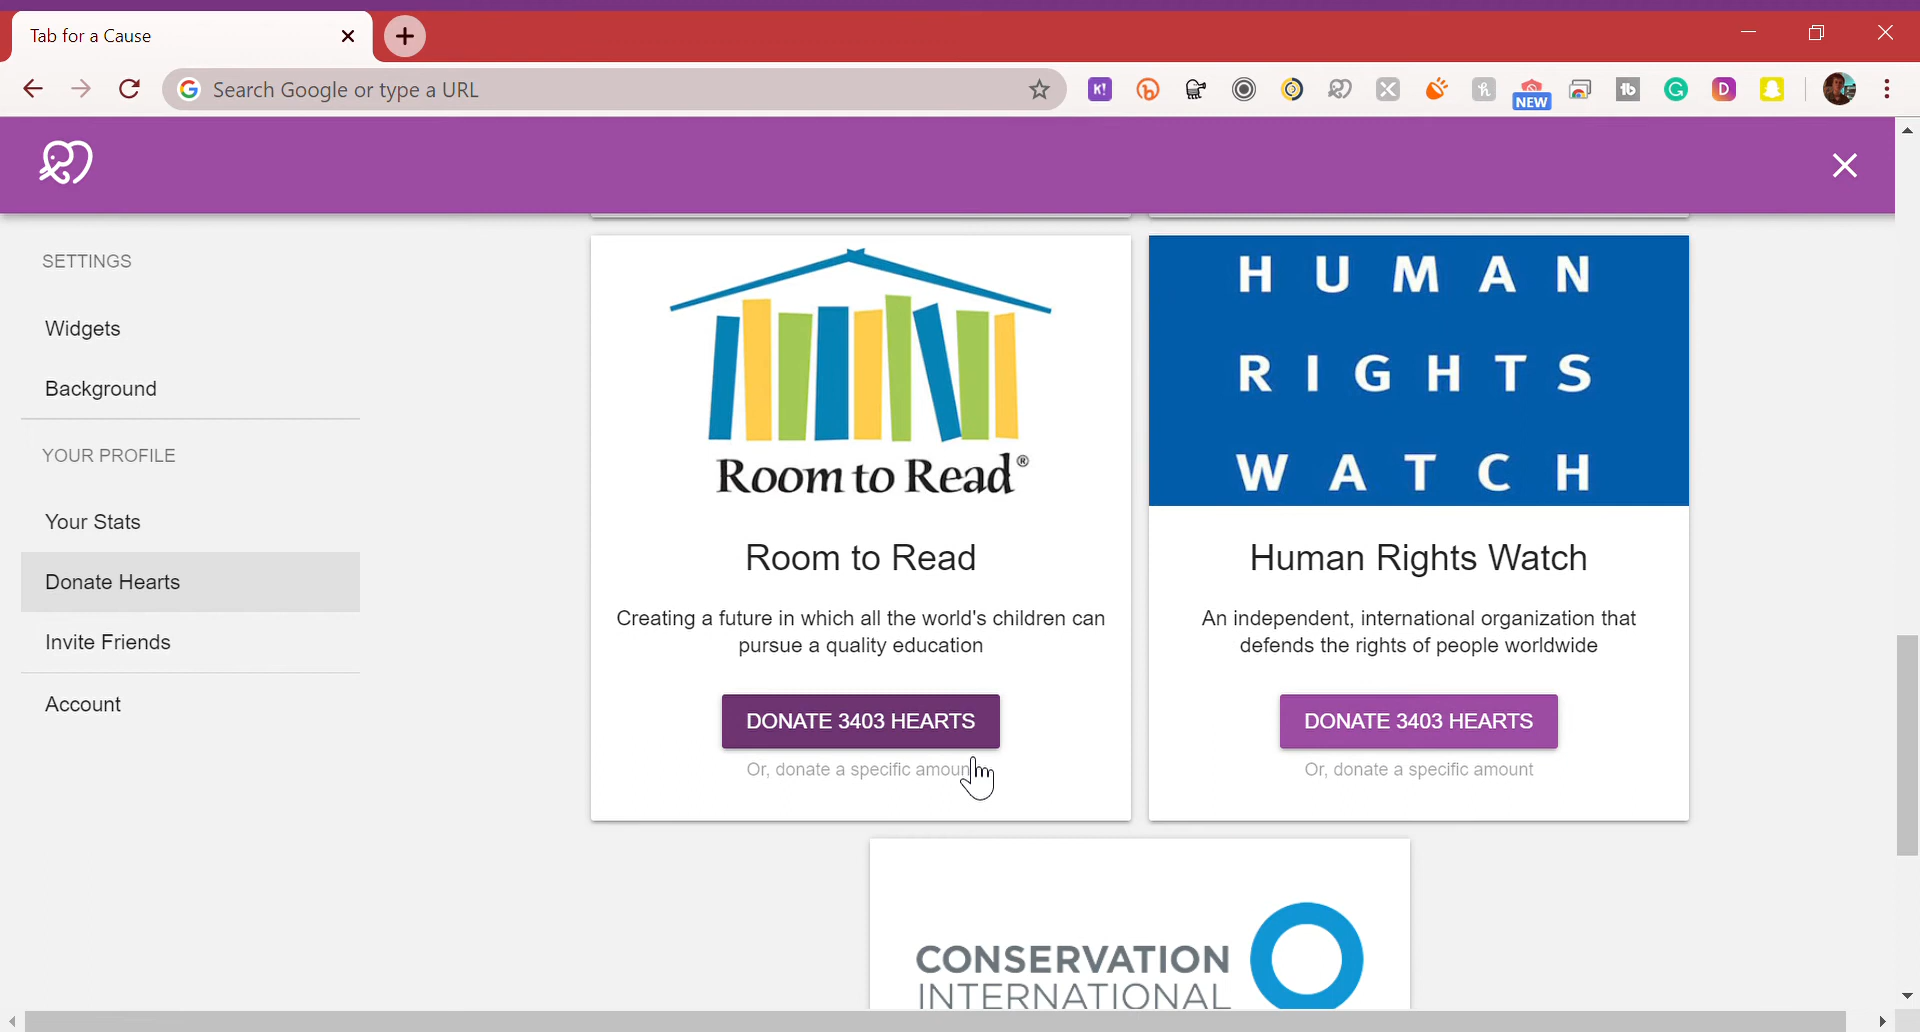 Tab for a Cause
Search Google or type a URL
K!
NEW
tb
G
D
SETTINGS
Widgets
Background
YOUR PROFILE
Your Stats
Donate Hearts
Invite Friends
Account
Room to Read®
Room to Read
Creating a future in which all the world's children can
pursue a quality education
DONATE 3403 HEARTS
Or, donate a specific amoun
HUMAN
RIGHTS
WATCH
Human Rights Watch
An independent, international organization that
defends the rights of people worldwide
DONATE 3403 HEARTS
Or, donate a specific amount
CONSERVATION
INTERNATIONAL